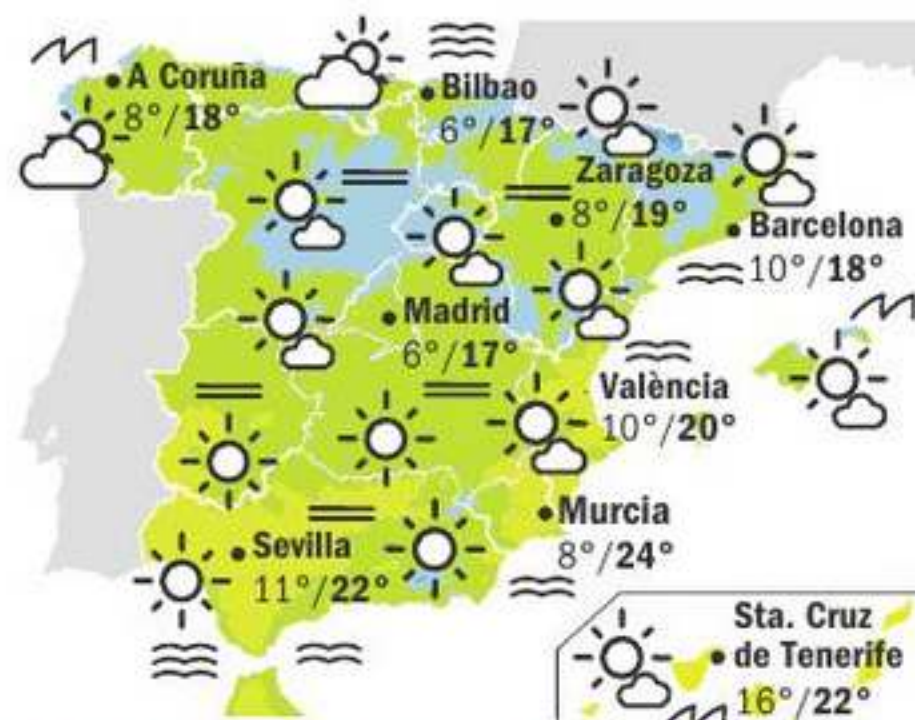 A Coruña
8°/18°
Bilbao
6°/17°
Zaragoza
8°/19°
Barcelona
10°/18°
Madrid
6°/17°
València
10°/20°
Murcia
8°/24°
Sevilla
11°/22°
Sta. Cruz
de Tenerife
16°/22°